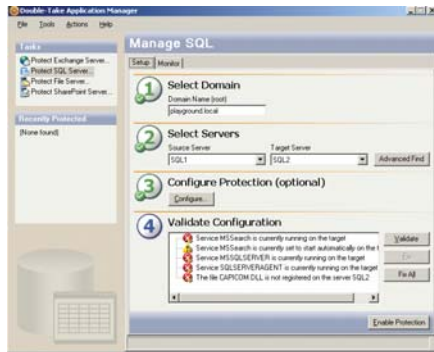 Double-Take Application Manager
File Tools Actions Help
Tasks
Protect Exchange Server...
Protect SQL Server...
Protect File Server...
Protect SharePoint Server...
Recently Protected
(None found)
Manage SQL
Setup Monitor
1 Select Domain
Domain Name (root)
playground.local
2 Select Servers
Source Server Target Server
SQL1 SQL2 Advanced Find
3 Configure Protection (optional)
Configure...
4 Validate Configuration
Service MSSearch is currently running on the target
Service MSSearch is currently set to start automatically on the t
Service MSSQLSERVER is currently running on the target
Service SQLSERVERAGENT is currently running on the target
The file CAPICOM.DLL is not registered on the server SQL2
Validate
Fix
Fix All
Enable Protection